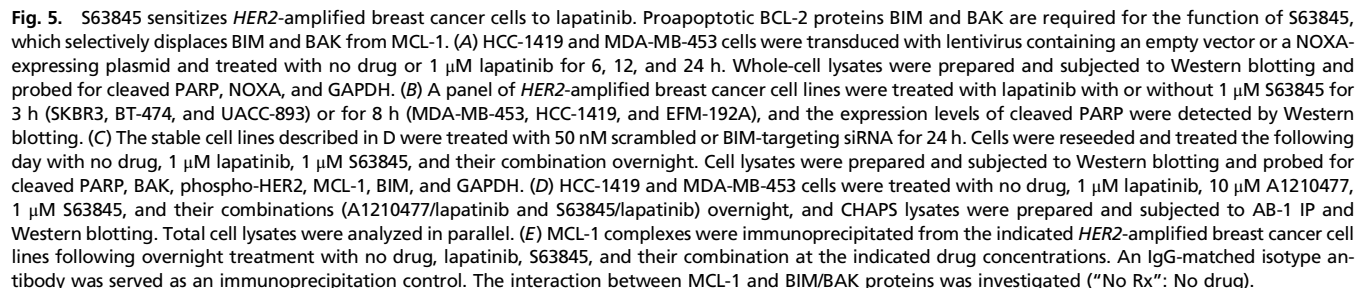 Fig. 5. S63845 sensitizes HER2-amplified breast cancer cells to lapatinib. Proapoptotic BCL-2 proteins BIM and BAK are required for the function of S63845,
which selectively displaces BIM and BAK from MCL-1. (A) HCC-1419 and MDA-MB-453 cells were transduced with lentivirus containing an empty vector or a NOXA-
expressing plasmid and treated with no drug or 1 μM lapatinib for 6, 12, and 24 h. Whole-cell lysates were prepared and subjected to Western blotting and
probed for cleaved PARP, NOXA, and GAPDH. (B) A panel of HER2-amplified breast cancer cell lines were treated with lapatinib with or without 1 μM S63845 for
3 h (SKBR3, BT-474, and UACC-893) or for 8 h (MDA-MB-453, HCC-1419, and EFM-192A), and the expression levels of cleaved PARP were detected by Western
blotting. (C) The stable cell lines described in D were treated with 50 nM scrambled or BIM-targeting siRNA for 24 h. Cells were reseeded and treated the following
day with no drug, 1 μM lapatinib, 1 μM S63845, and their combination overnight. Cell lysates were prepared and subjected to Western blotting and probed for
cleaved PARP, BAK, phospho-HER2, MCL-1, BIM, and GAPDH. (D) HCC-1419 and MDA-MB-453 cells were treated with no drug, 1 μM lapatinib, 10 μM A1210477,
1 μM S63845, and their combinations (A1210477/lapatinib and S63845/lapatinib) overnight, and CHAPS lysates were prepared and subjected to AB-1 IP and
Western blotting. Total cell lysates were analyzed in parallel. (E) MCL-1 complexes were immunoprecipitated from the indicated HER2-amplified breast cancer cell
lines following overnight treatment with no drug, lapatinib, S63845, and their combination at the indicated drug concentrations. An IgG-matched isotype an-
tibody was served as an immunoprecipitation control. The interaction between MCL-1 and BIM/BAK proteins was investigated (“No Rx”: No drug).